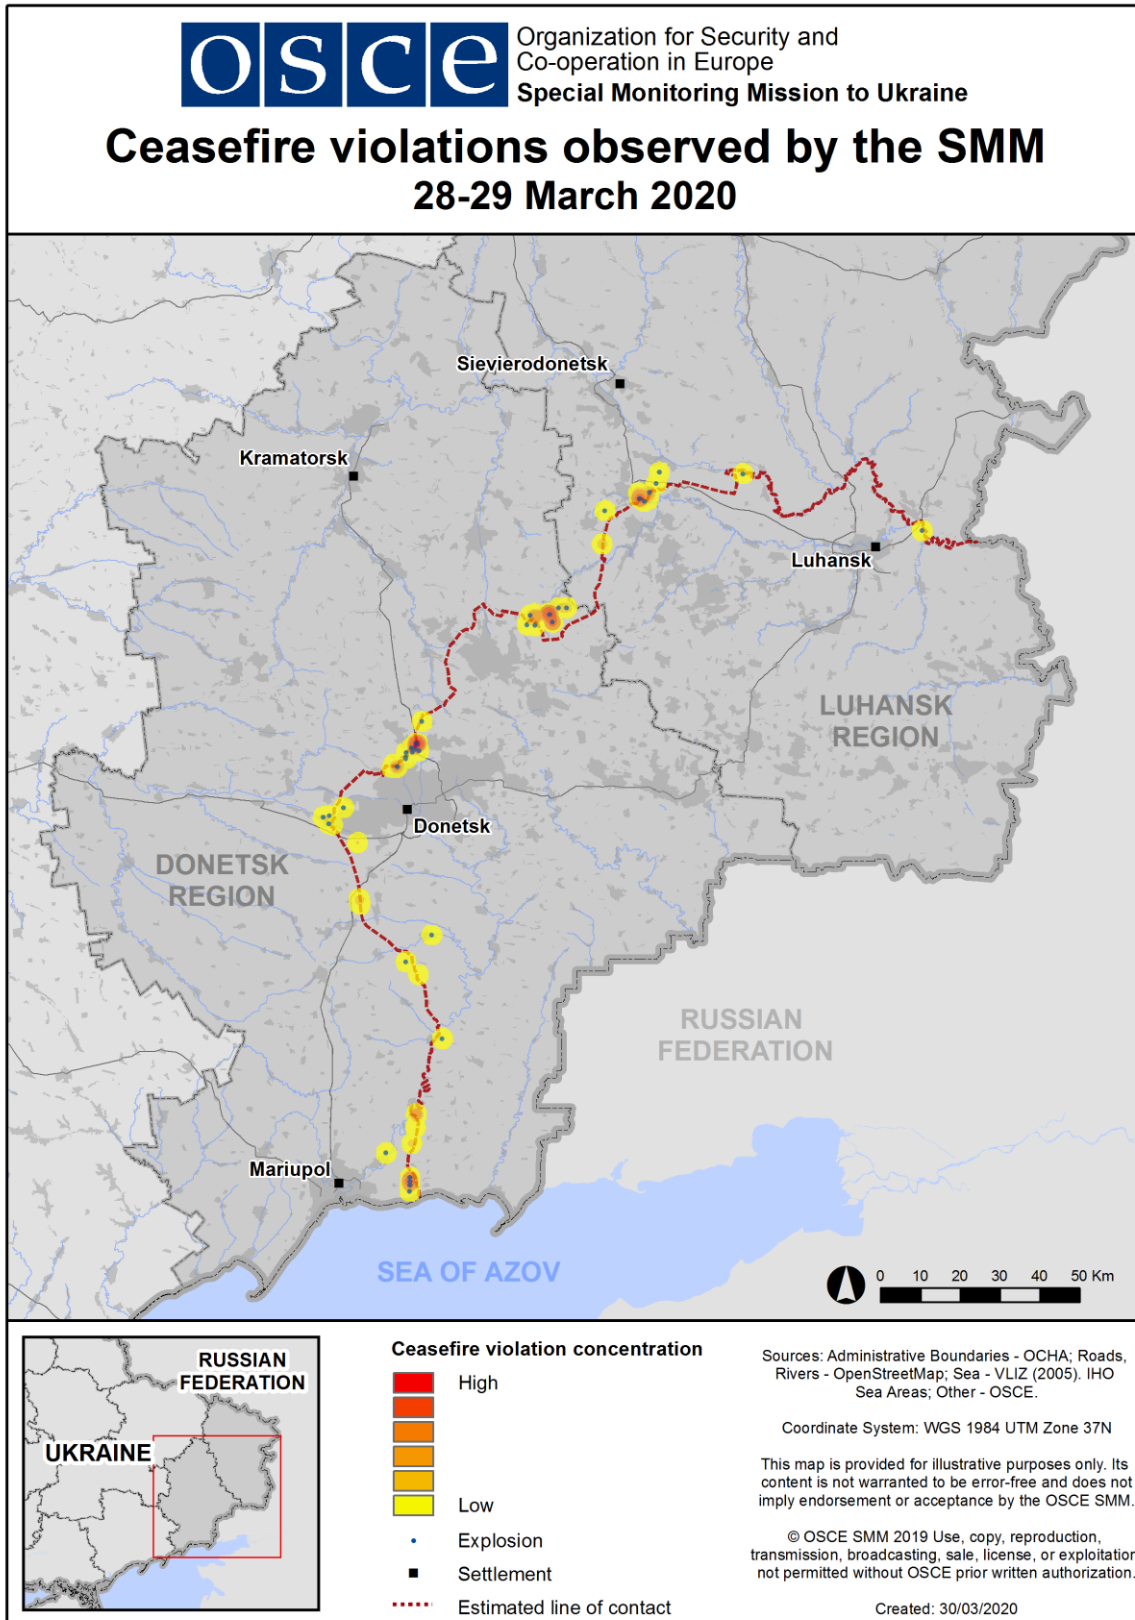 osce
Organization for Security and
Co-operation in Europe
Special Monitoring Mission to Ukraine
Ceasefire violations observed by the SMM
28-29 March 2020
Sievierodonetsk
Kramatorsk
Luhansk
LUHANSK
REGION
Donetsk
DONETSK
REGION
RUSSIAN
FEDERATION
Mariupol
SEA OF AZOV
0 10 20 30 40 50 Km
RUSSIAN
FEDERATION
UKRAINE
Ceasefire violation concentration
High
Low
Explosion
Settlement
Estimated line of contact
Sources: Administrative Boundaries - OCHA; Roads,
Rivers - OpenStreetMap; Sea - VLIZ (2005). IHO
Sea Areas; Other - OSCE.
Coordinate System: WGS 1984 UTM Zone 37N
This map is provided for illustrative purposes only. Its
content is not warranted to be error-free and does not
imply endorsement or acceptance by the OSCE SMM.
© OSCE SMM 2019 Use, copy, reproduction,
transmission, broadcasting, sale, license, or exploitation
not permitted without OSCE prior written authorization.
Created: 30/03/2020